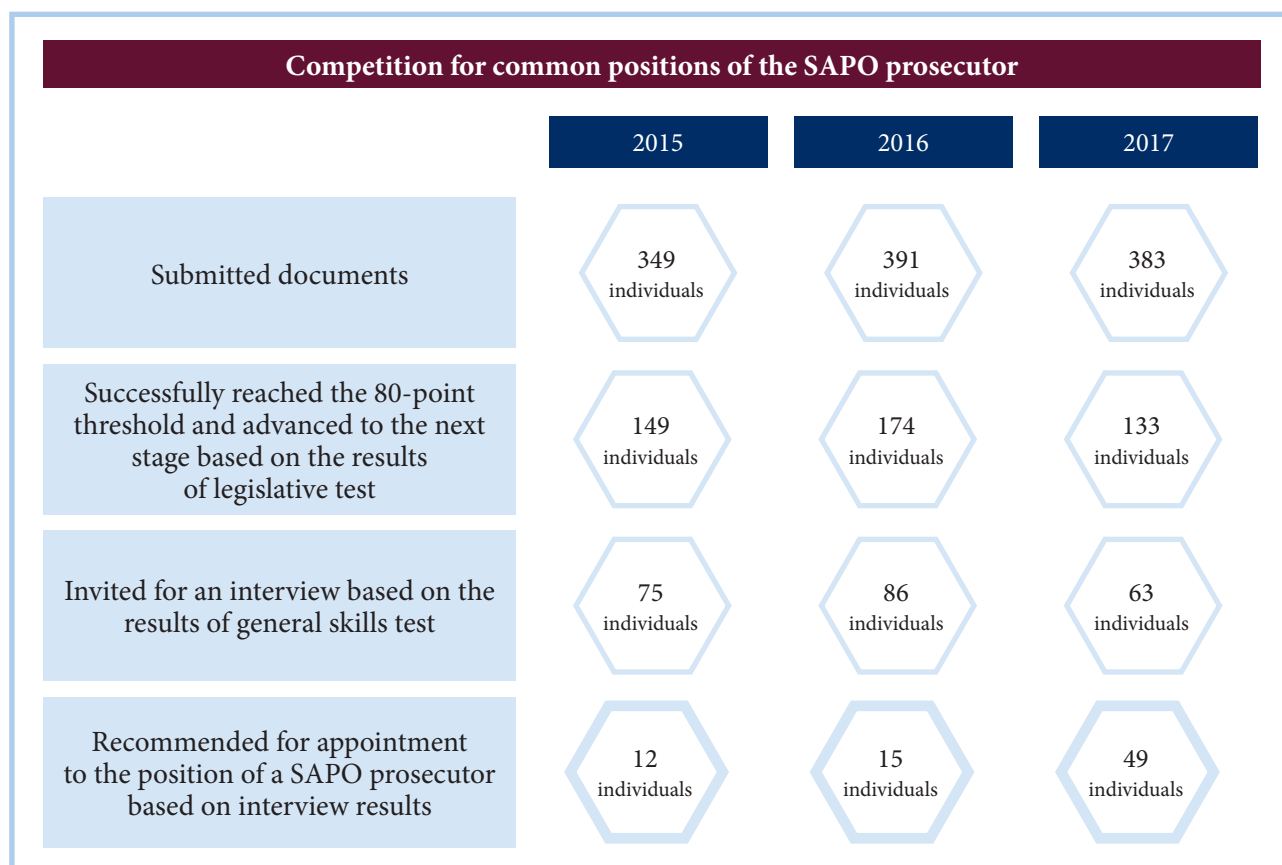 Competition for common positions of the SAPO prosecutor
2015
2016
2017
Submitted documents
349
individuals
391
individuals
383
individuals
Successfully reached the 80-point
threshold and advanced to the next
stage based on the results
of legislative test
149
individuals
174
individuals
133
individuals
Invited for an interview based on the
results of general skills test
75
individuals
86
individuals
63
individuals
Recommended for appointment
to the position of a SAPO prosecutor
based on interview results
12
individuals
15
individuals
49
individuals